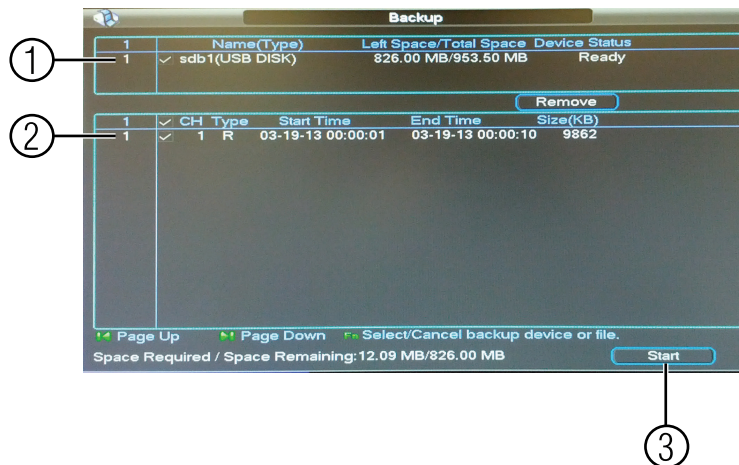 Backup
1 Name(Type) Left Space/Total Space Device Status
1 1 sdb1(USB DISK) 826.00 MB/953.50 MB Ready
Remove
1 CH Type Start Time End Time Size(KB)
2 1 1 R 03-19-13 00:00:01 03-19-13 00:00:10 9862
Page Up Page Down Fn Select/Cancel backup device or file.
Space Required / Space Remaining:12.09 MB/826.00 MB Start
3